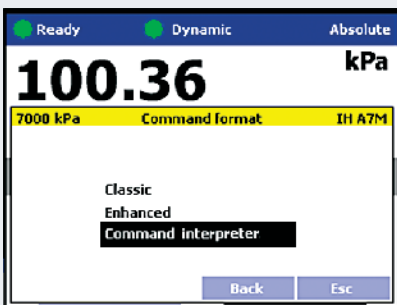 Ready Dynamic Absolute
100.36 kPa
7000 kPa Command format IH A7M
Classic
Enhanced
Command interpreter
Back Esc